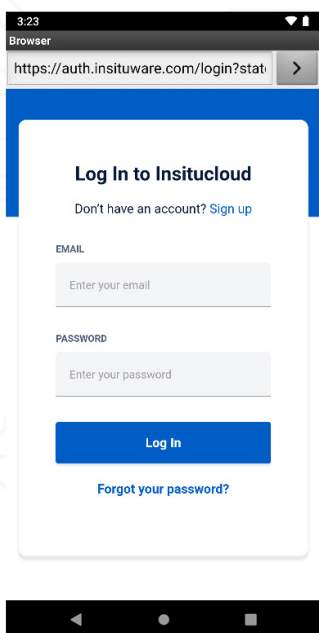 3:23
Browser
https://auth.insituware.com/login?stat
Log In to Insitucloud
Don't have an account? Sign up
EMAIL
Enter your email
PASSWORD
Enter your password
Log In
Forgot your password?